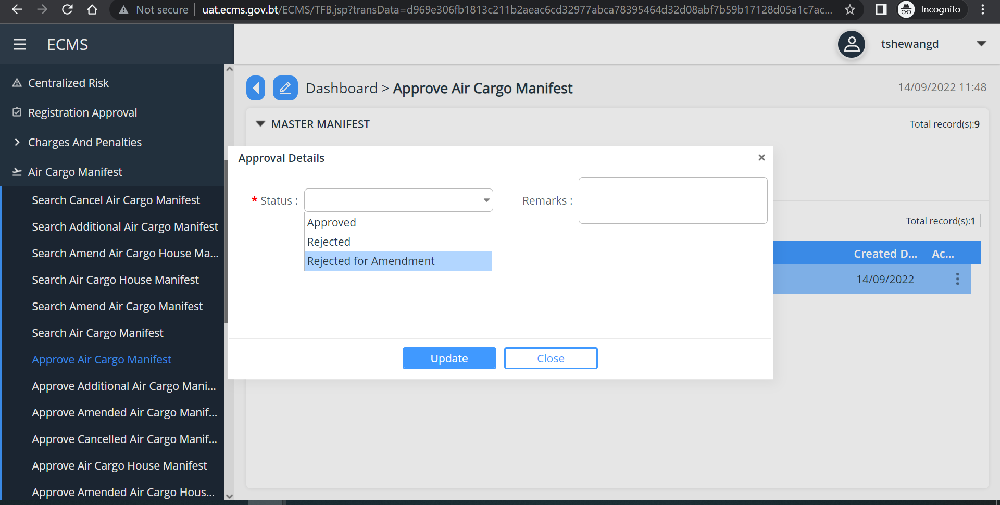 Not secure | uat.ecms.gov.bt/ECMS/TFB.jsp?transData=d969e306fb1813c211b2aeac6cd32977abca78395464d32d08abf7b59b17128d05a1c7ac...
Incognito
ECMS
tshewangd
Centralized Risk
Registration Approval
Charges And Penalties
Air Cargo Manifest
Search Cancel Air Cargo Manifest
Search Additional Air Cargo Manifest
Search Amend Air Cargo House Ma...
Search Air Cargo House Manifest
Search Amend Air Cargo Manifest
Search Air Cargo Manifest
Approve Air Cargo Manifest
Approve Additional Air Cargo Mani...
Approve Amended Air Cargo Manif...
Approve Cancelled Air Cargo Manif...
Approve Air Cargo House Manifest
Approve Amended Air Cargo Hous...
Dashboard > Approve Air Cargo Manifest
14/09/2022 11:48
MASTER MANIFEST
Total record(s):9
Approval Details
* Status :
Remarks :
Approved
Rejected
Rejected for Amendment
Update
Close
Total record(s):1
Created D... Ac...
14/09/2022